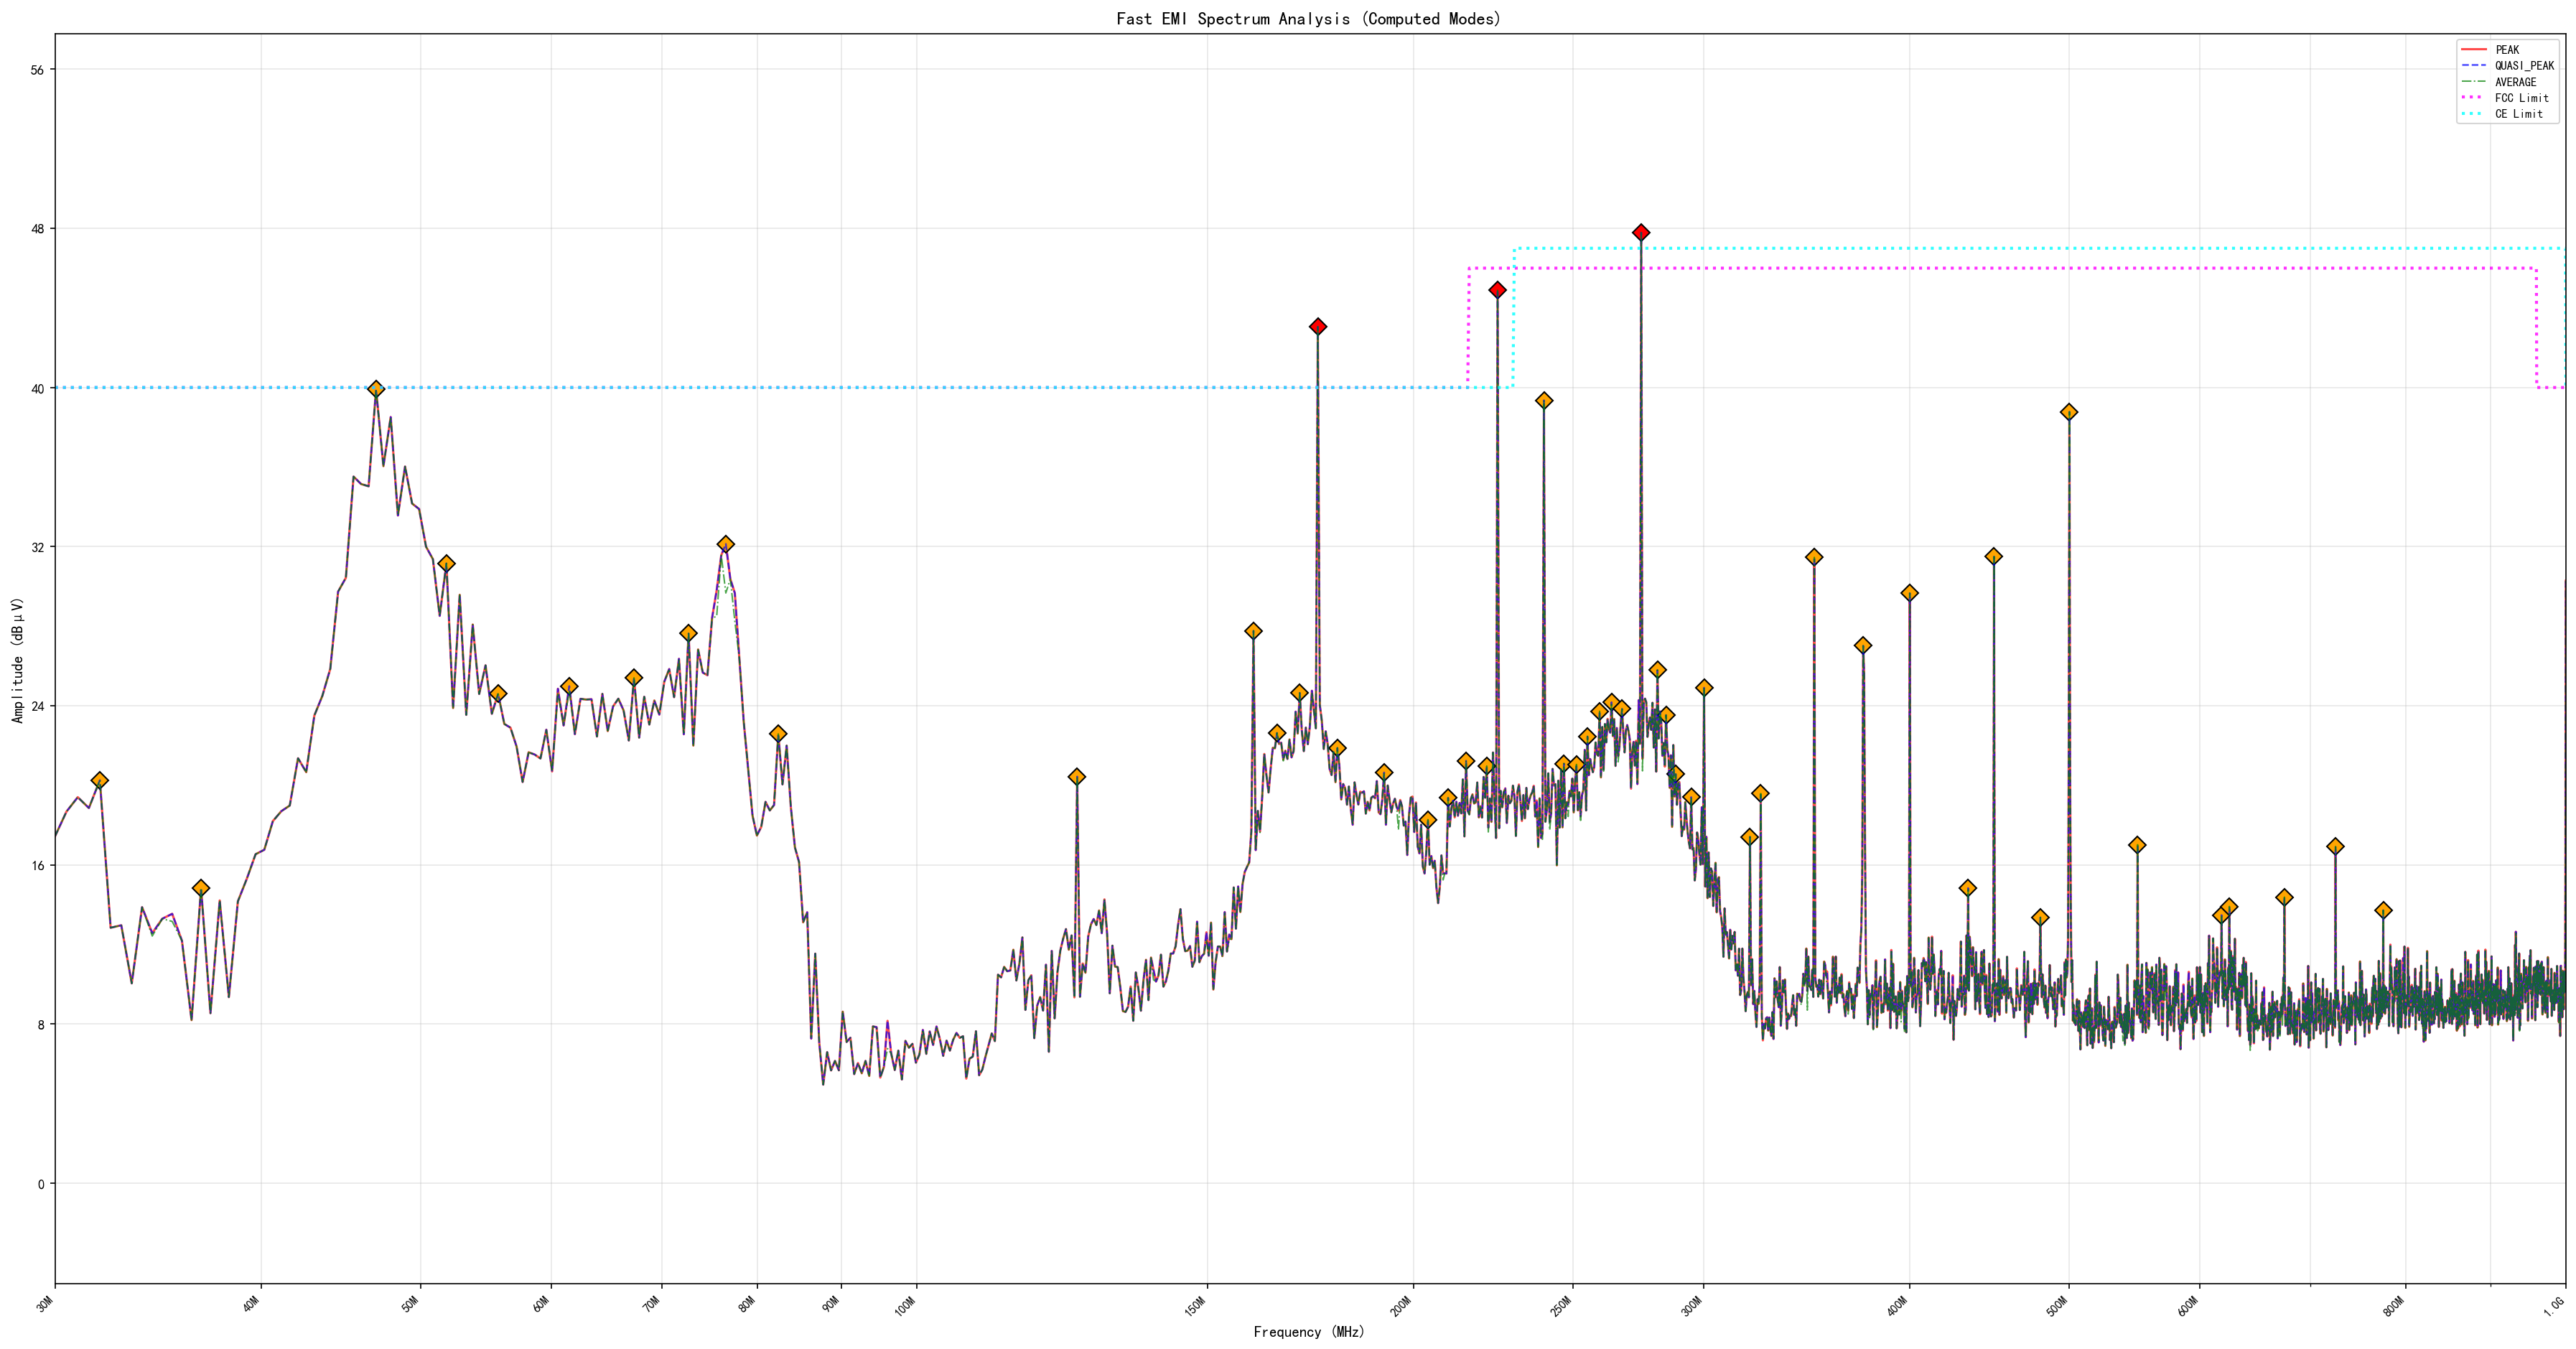 Fast EMI Spectrum Analysis (Computed Modes)
PEAK
QUASI_PEAK
AVERAGE
FCC Limit
CE Limit
Amplitude (dBμV)
56
48
40
32
24
16
8
0
30M
40M
50M
60M
70M
80M
90M
100M
150M
200M
250M
300M
400M
500M
600M
800M
1.0G
Frequency (MHz)